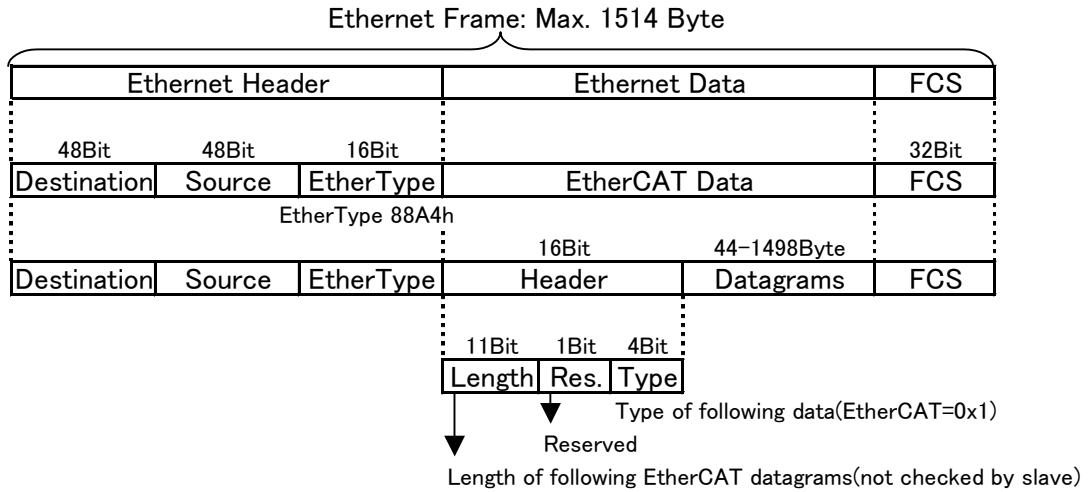 Ethernet Frame: Max. 1514 Byte
Ethernet Header Ethernet Data FCS
48Bit 48Bit 16Bit 32Bit
Destination Source EtherType EtherCAT Data FCS
EtherType 88A4h
16Bit 44-1498Byte
Destination Source EtherType Header Datagrams FCS
11Bit 1Bit 4Bit
Length Res. Type
Type of following data(EtherCAT=0x1)
Reserved
Length of following EtherCAT datagrams(not checked by slave)